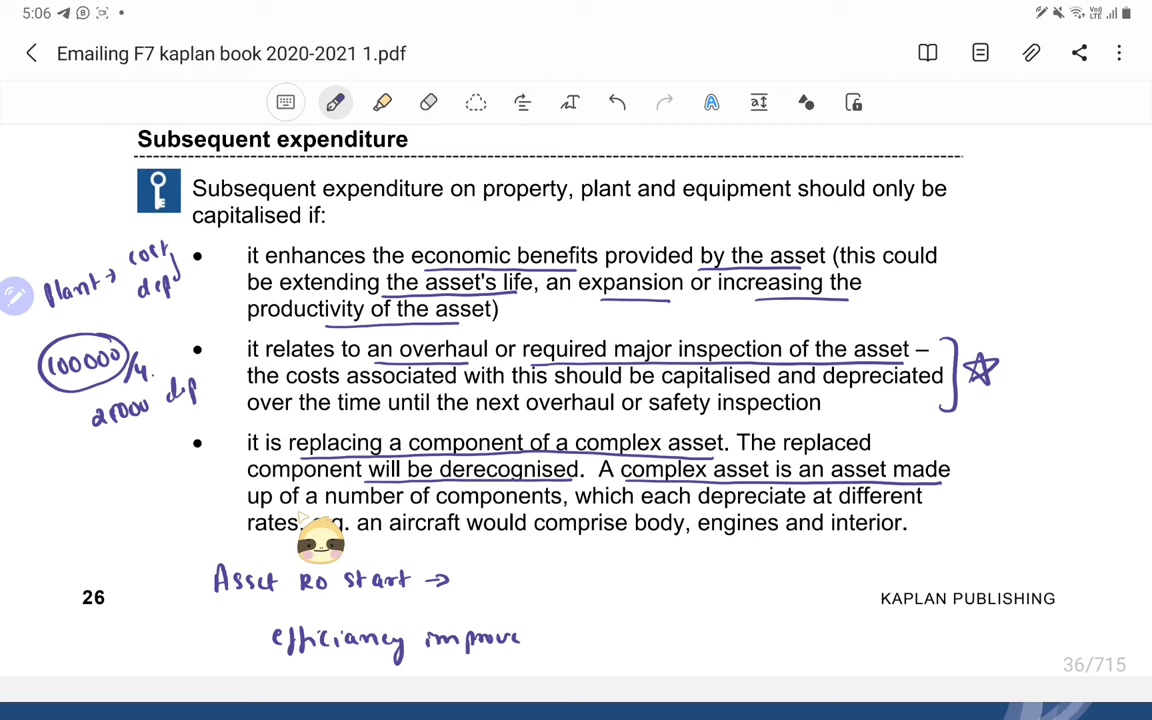 5:06
Vo)) LTE
Emailing F7 kaplan book 2020-2021 1.pdf
Subsequent expenditure
Subsequent expenditure on property, plant and equipment should only be
capitalised if:
• it enhances the economic benefits provided by the asset (this could
be extending the asset's life, an expansion or increasing the
productivity of the asset)
plant → cost
dep
• it relates to an overhaul or required major inspection of the asset –
the costs associated with this should be capitalised and depreciated
over the time until the next overhaul or safety inspection
100000/4.
25000 dep
• it is replacing a component of a complex asset. The replaced
component will be derecognised. A complex asset is an asset made
up of a number of components, which each depreciate at different
rates. an aircraft would comprise body, engines and interior.
Asset RO start →
efficiancy improve
26
KAPLAN PUBLISHING
36/715